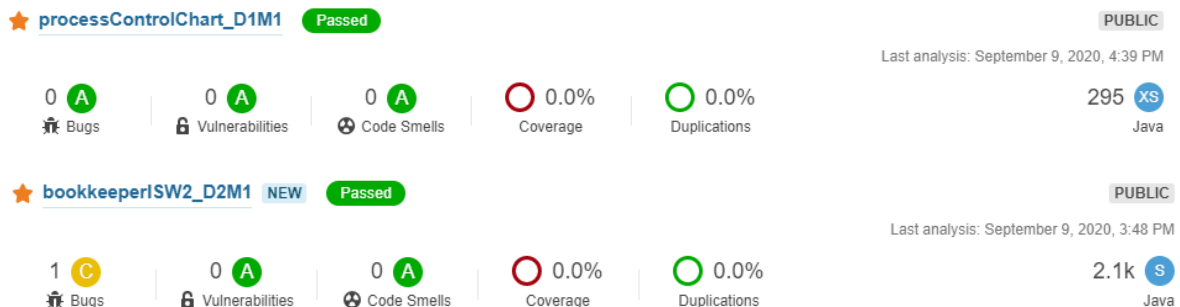 processControlChart_D1M1 Passed PUBLIC
Last analysis: September 9, 2020, 4:39 PM
0 A 0 A 0 A 0.0% 0.0% 295 XS
Bugs Vulnerabilities Code Smells Coverage Duplications Java
bookkeeperISW2_D2M1 NEW Passed PUBLIC
Last analysis: September 9, 2020, 3:48 PM
1 C 0 A 0 A 0.0% 0.0% 2.1k S
Bugs Vulnerabilities Code Smells Coverage Duplications Java